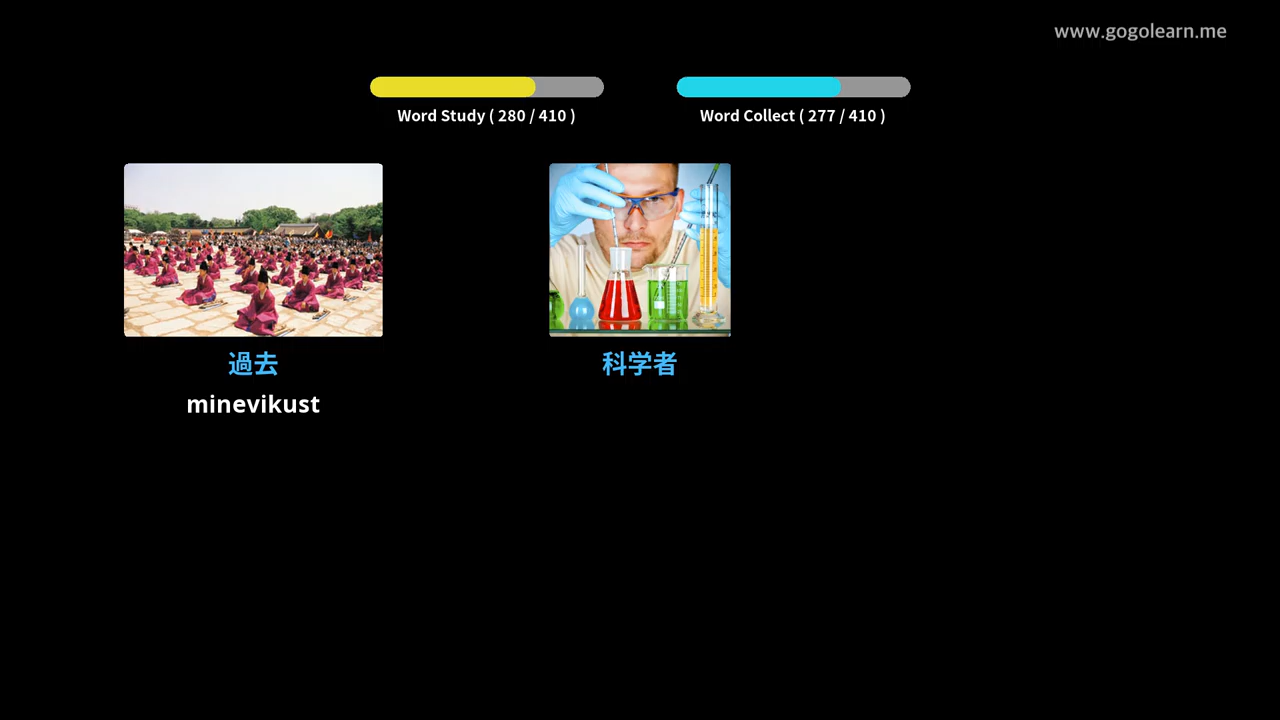 www.gogolearn.me
Word Study ( 280 / 410 )
Word Collect ( 277 / 410 )
過去
科学者
minevikust